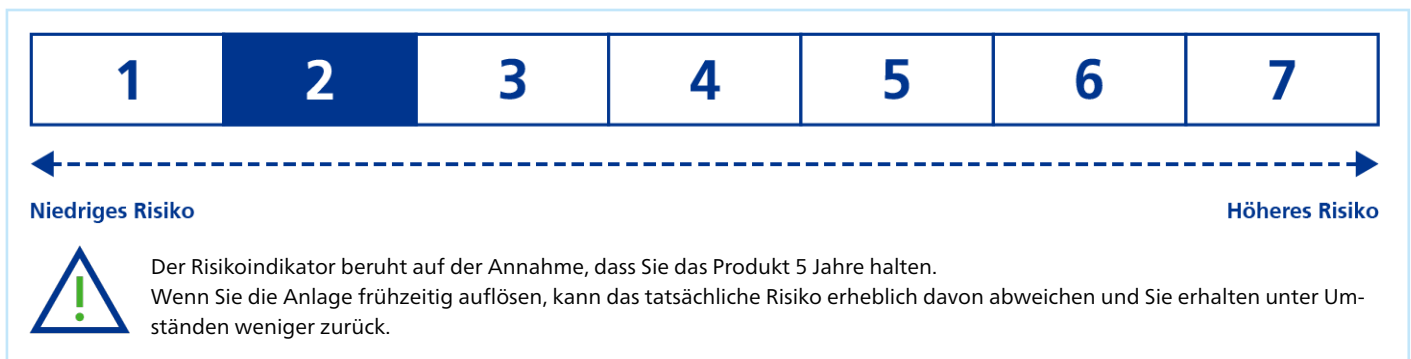 1 2 3 4 5 6 7
Niedriges Risiko Höheres Risiko
Der Risikoindikator beruht auf der Annahme, dass Sie das Produkt 5 Jahre halten.
Wenn Sie die Anlage frühzeitig auflösen, kann das tatsächliche Risiko erheblich davon abweichen und Sie erhalten unter Um-
ständen weniger zurück.